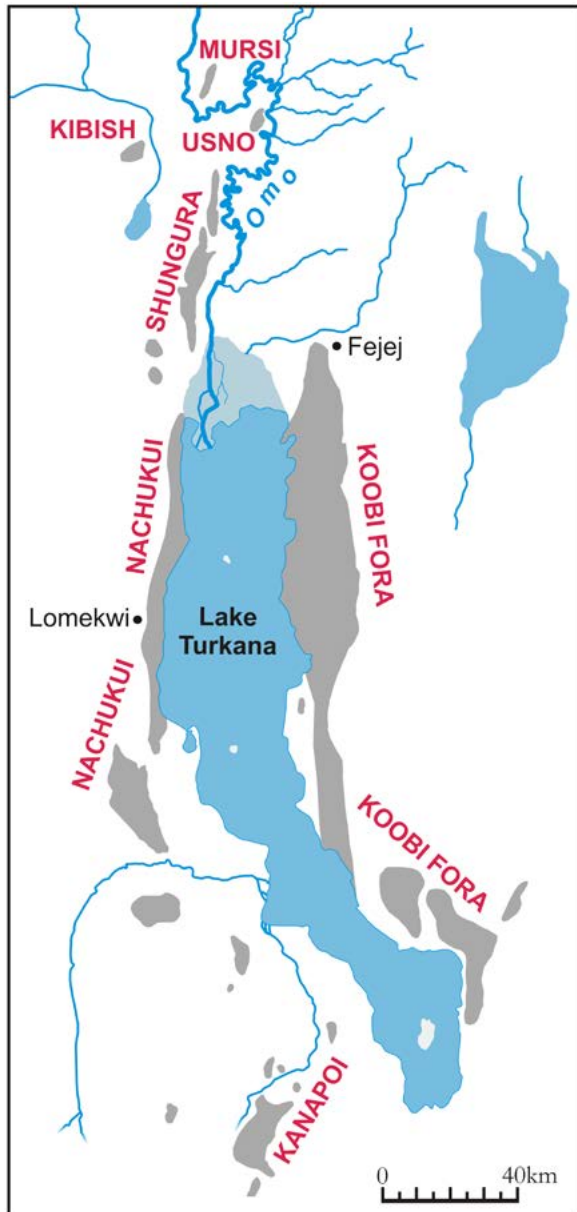 MURSI
KIBISH
USNO
Omo
SHUNGURA
Fejej
NACHUKUI
KOOBI FORA
Lomekwi
Lake
Turkana
NACHUKUI
KOOBI FORA
KANAPOI
0 40km